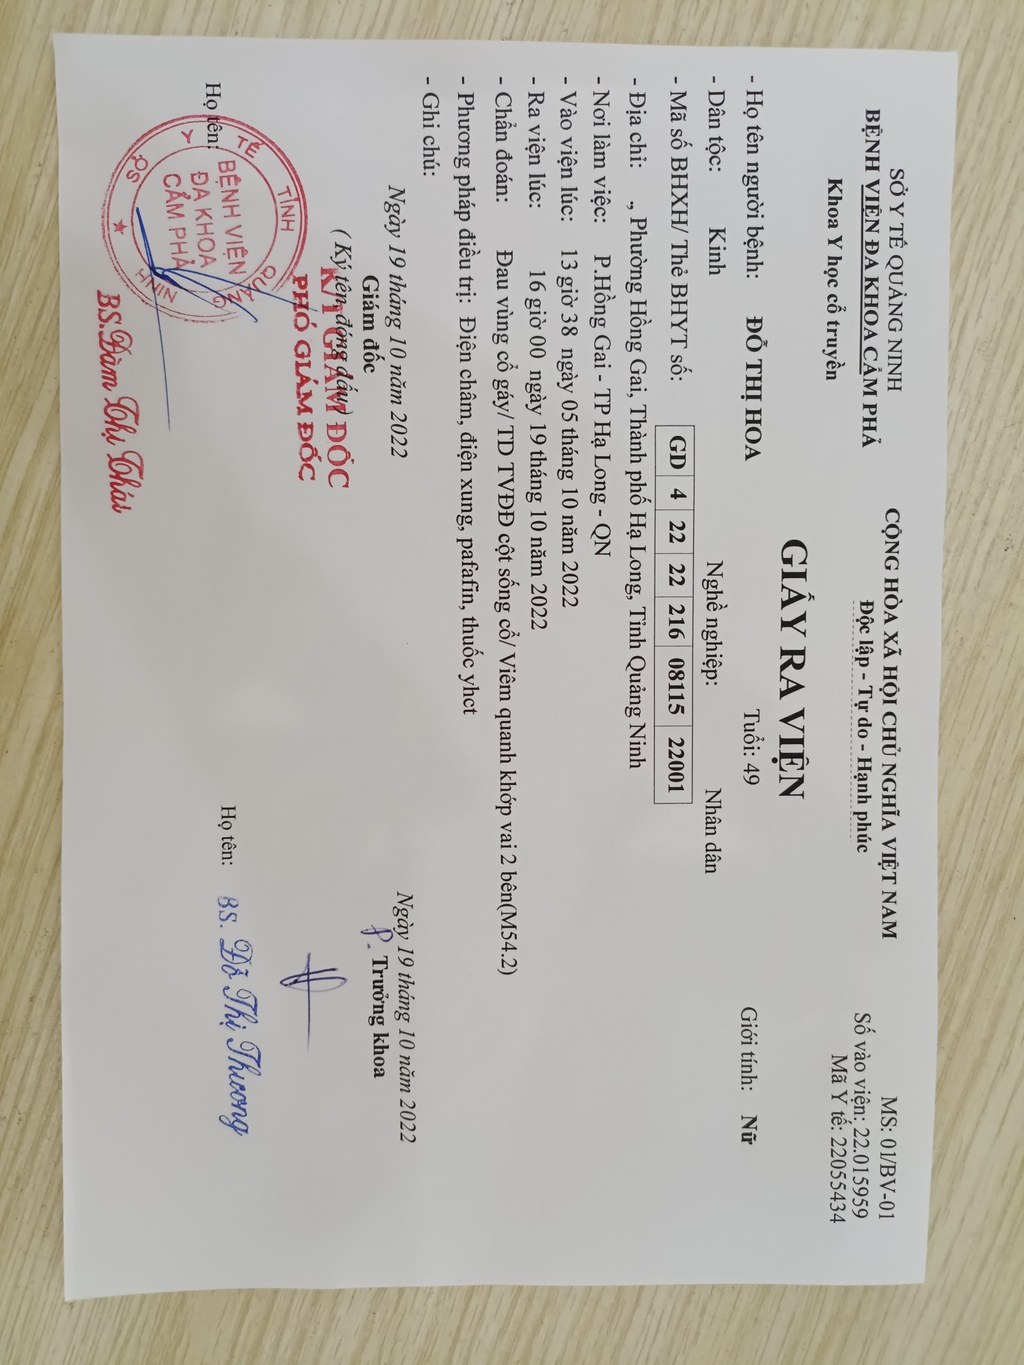 SỞ Y TẾ QUẢNG NINH
BỆNH VIỆN ĐA KHOA CẨM PHẢ
Khoa Y học cổ truyền
CỘNG HÒA XÃ HỘI CHỦ NGHĨA VIỆT NAM
Độc lập - Tự do - Hạnh phúc
MS: 01/BV-01
Số vào viện: 22.015959
Mã Y tế: 22055434
GIẤY RA VIỆN
- Họ tên người bệnh: ĐỖ THỊ HOA Tuổi: 49 Giới tính: Nữ
- Dân tộc: Kinh Nghề nghiệp: Nhân dân
- Mã số BHXH/ Thẻ BHYT số: GD 4 22 22 216 08115 22001
- Địa chỉ: ,, Phường Hồng Gai, Thành phố Hạ Long, Tỉnh Quảng Ninh
- Nơi làm việc: P.Hồng Gai - TP Hạ Long - QN
- Vào viện lúc: 13 giờ 38 ngày 05 tháng 10 năm 2022
- Ra viện lúc: 16 giờ 00 ngày 19 tháng 10 năm 2022
- Chẩn đoán: Đau vùng cổ gáy/ TD TVĐĐ cột sống cổ/ Viêm quanh khớp vai 2 bên(M54.2)
- Phương pháp điều trị: Điện châm, điện xung, pafafin, thuốc yhct
- Ghi chú:
Ngày 19 tháng 10 năm 2022
Giám đốc
( Ký tên, đóng dấu)
K/T GIÁM ĐỐC
PHÓ GIÁM ĐỐC
SỞ Y TẾ TỈNH QUẢNG NINH
BỆNH VIỆN
ĐA KHOA
CẨM PHẢ
Họ tên:
BS.Đàm Thị Thái
Ngày 19 tháng 10 năm 2022
P. Trưởng khoa
Họ tên: BS. Đỗ Thị Thương